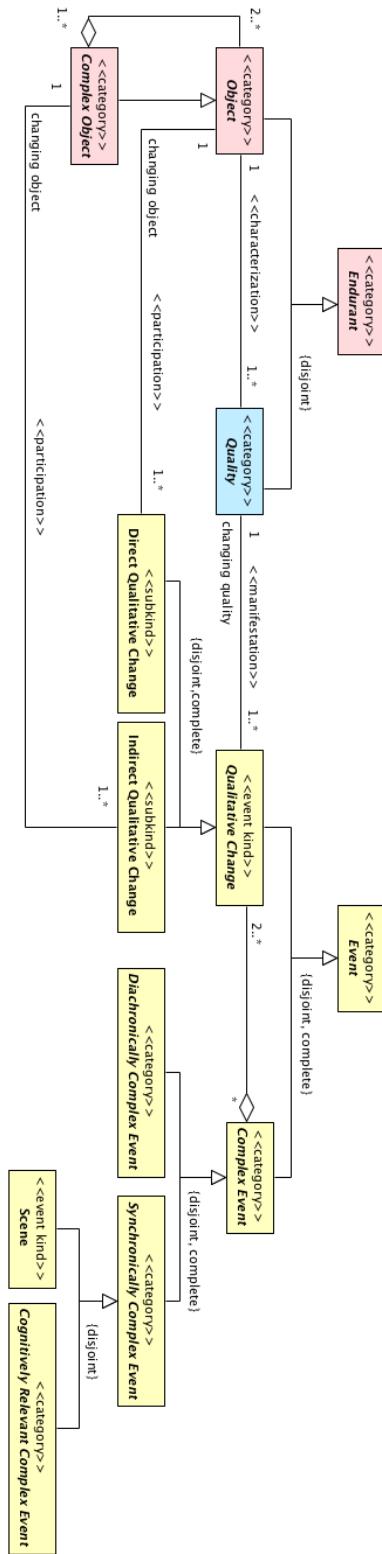 <<category>>
Endurant
<<category>>
Event
{disjoint}
{disjoint, complete}
<<category>>
Object
<<category>>
Quality
<<event kind>>
Qualitative Change
<<category>>
Complex Event
2..*
1
<<characterization>>
1..*
1
<<manifestation>>
1..*
changing quality
2..*
*
1
changing object
<<participation>>
1..*
{disjoint,complete}
{disjoint, complete}
<<category>>
Complex Object
<<subkind>>
Direct Qualitative Change
<<subkind>>
Indirect Qualitative Change
<<category>>
Diachronically Complex Event
<<category>>
Synchronically Complex Event
1..*
1
changing object
<<participation>>
1..*
{disjoint}
<<event kind>>
Scene
<<category>>
Cognitively Relevant Complex Event